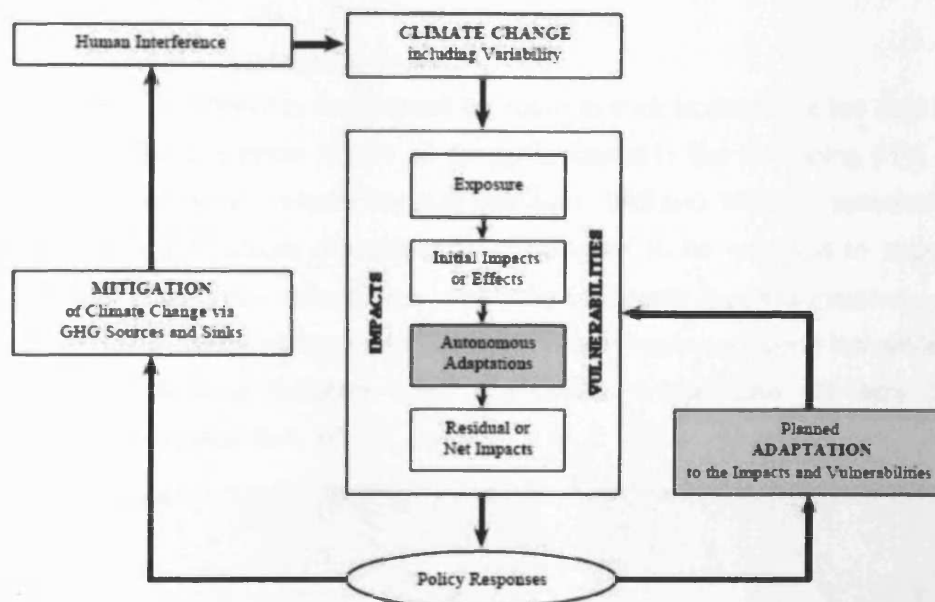 Human Interference
CLIMATE CHANGE
including Variability
Exposure
Initial Impacts
or Effects
IMPACTS
VULNERABILITIES
MITIGATION
of Climate Change via
GHG Sources and Sinks
Autonomous
Adaptations
Residual or
Net Impacts
Planned
ADAPTATION
to the Impacts and Vulnerabilities
Policy Responses